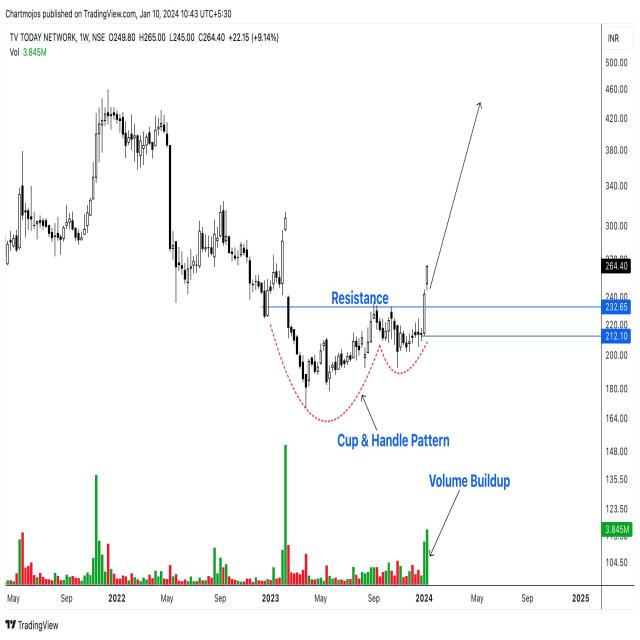 Chartmojos published on TradingView.com, Jan 10, 2024 10:43 UTC+5:30
TV TODAY NETWORK, 1W, NSE O249.80 H265.00 L245.00 C264.40 +22.15 (+9.14%)
Vol 3.845M
INR
500.00
460.00
420.00
380.00
340.00
300.00
264.40
240.00
Resistance
232.65
220.00
212.10
200.00
180.00
164.00
Cup & Handle Pattern
148.00
Volume Buildup
135.50
123.50
3.845M
104.50
May Sep 2022 May Sep 2023 May Sep 2024 May Sep 2025
TradingView